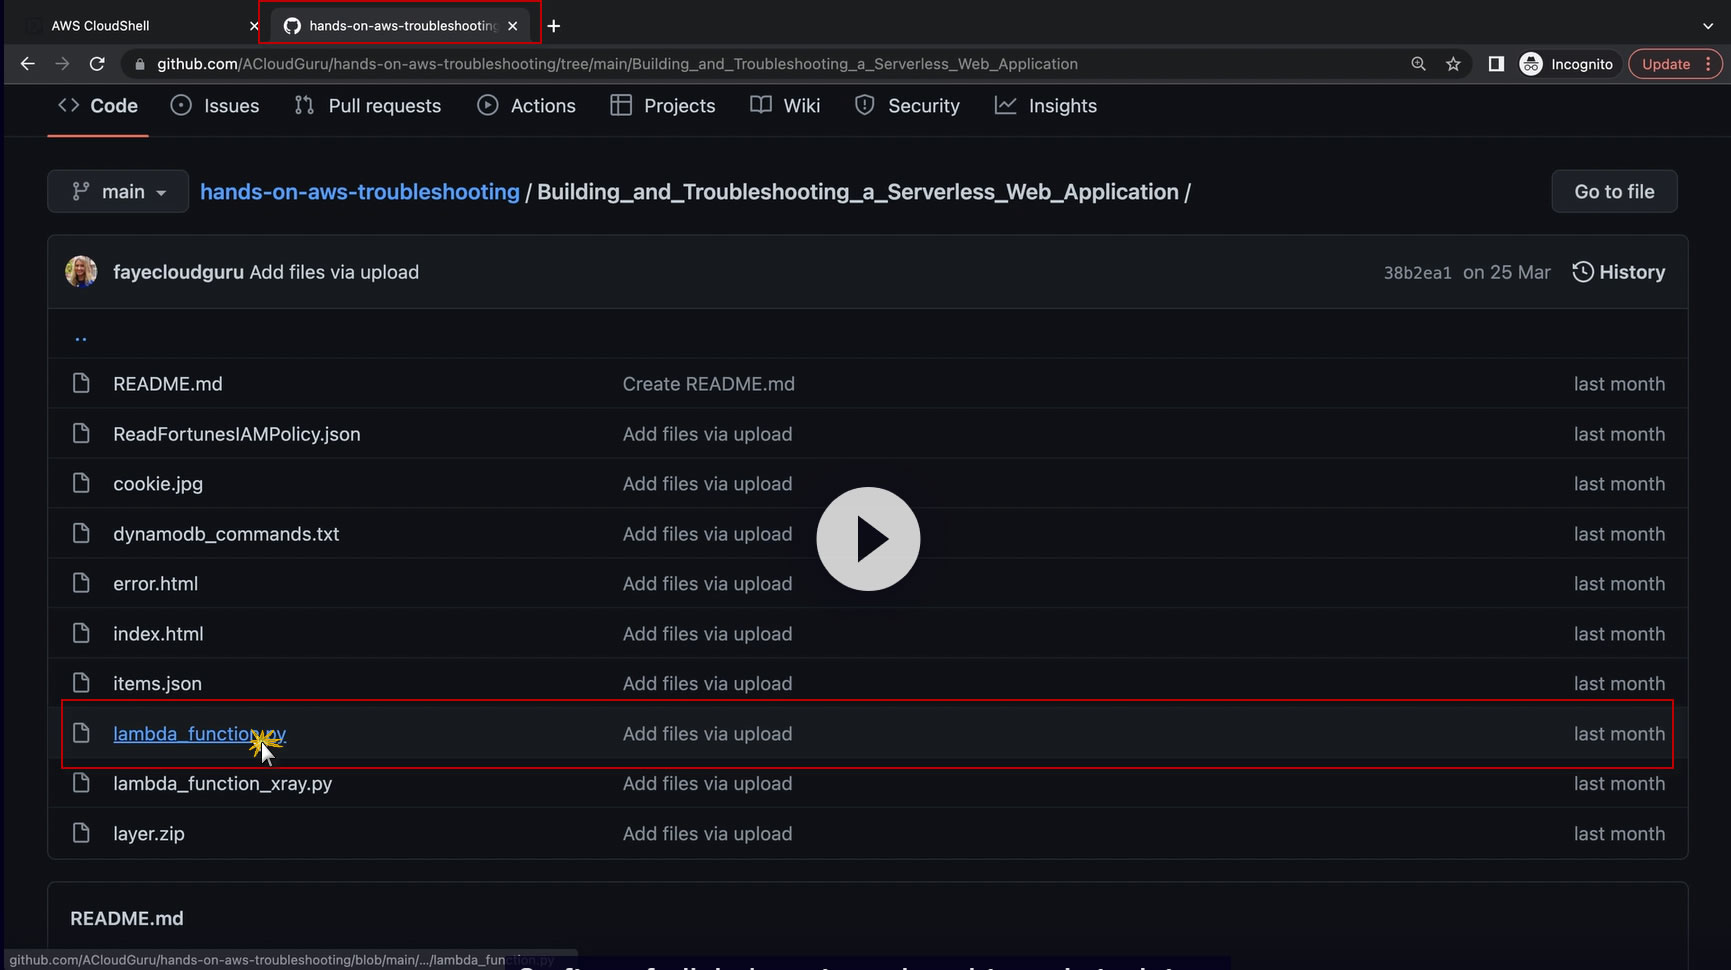 AWS CloudShell
hands-on-aws-troubleshooting
github.com/ACloudGuru/hands-on-aws-troubleshooting/tree/main/Building_and_Troubleshooting_a_Serverless_Web_Application
Incognito
Update
Code Issues Pull requests Actions Projects Wiki Security Insights
main hands-on-aws-troubleshooting / Building_and_Troubleshooting_a_Serverless_Web_Application / Go to file
fayecloudguru Add files via upload 38b2ea1 on 25 Mar History
..
README.md Create README.md last month
ReadFortunesIAMPolicy.json Add files via upload last month
cookie.jpg Add files via upload last month
dynamodb_commands.txt Add files via upload last month
error.html Add files via upload last month
index.html Add files via upload last month
items.json Add files via upload last month
lambda_function.py Add files via upload last month
lambda_function_xray.py Add files via upload last month
layer.zip Add files via upload last month
README.md
github.com/ACloudGuru/hands-on-aws-troubleshooting/blob/main/.../lambda_function.py